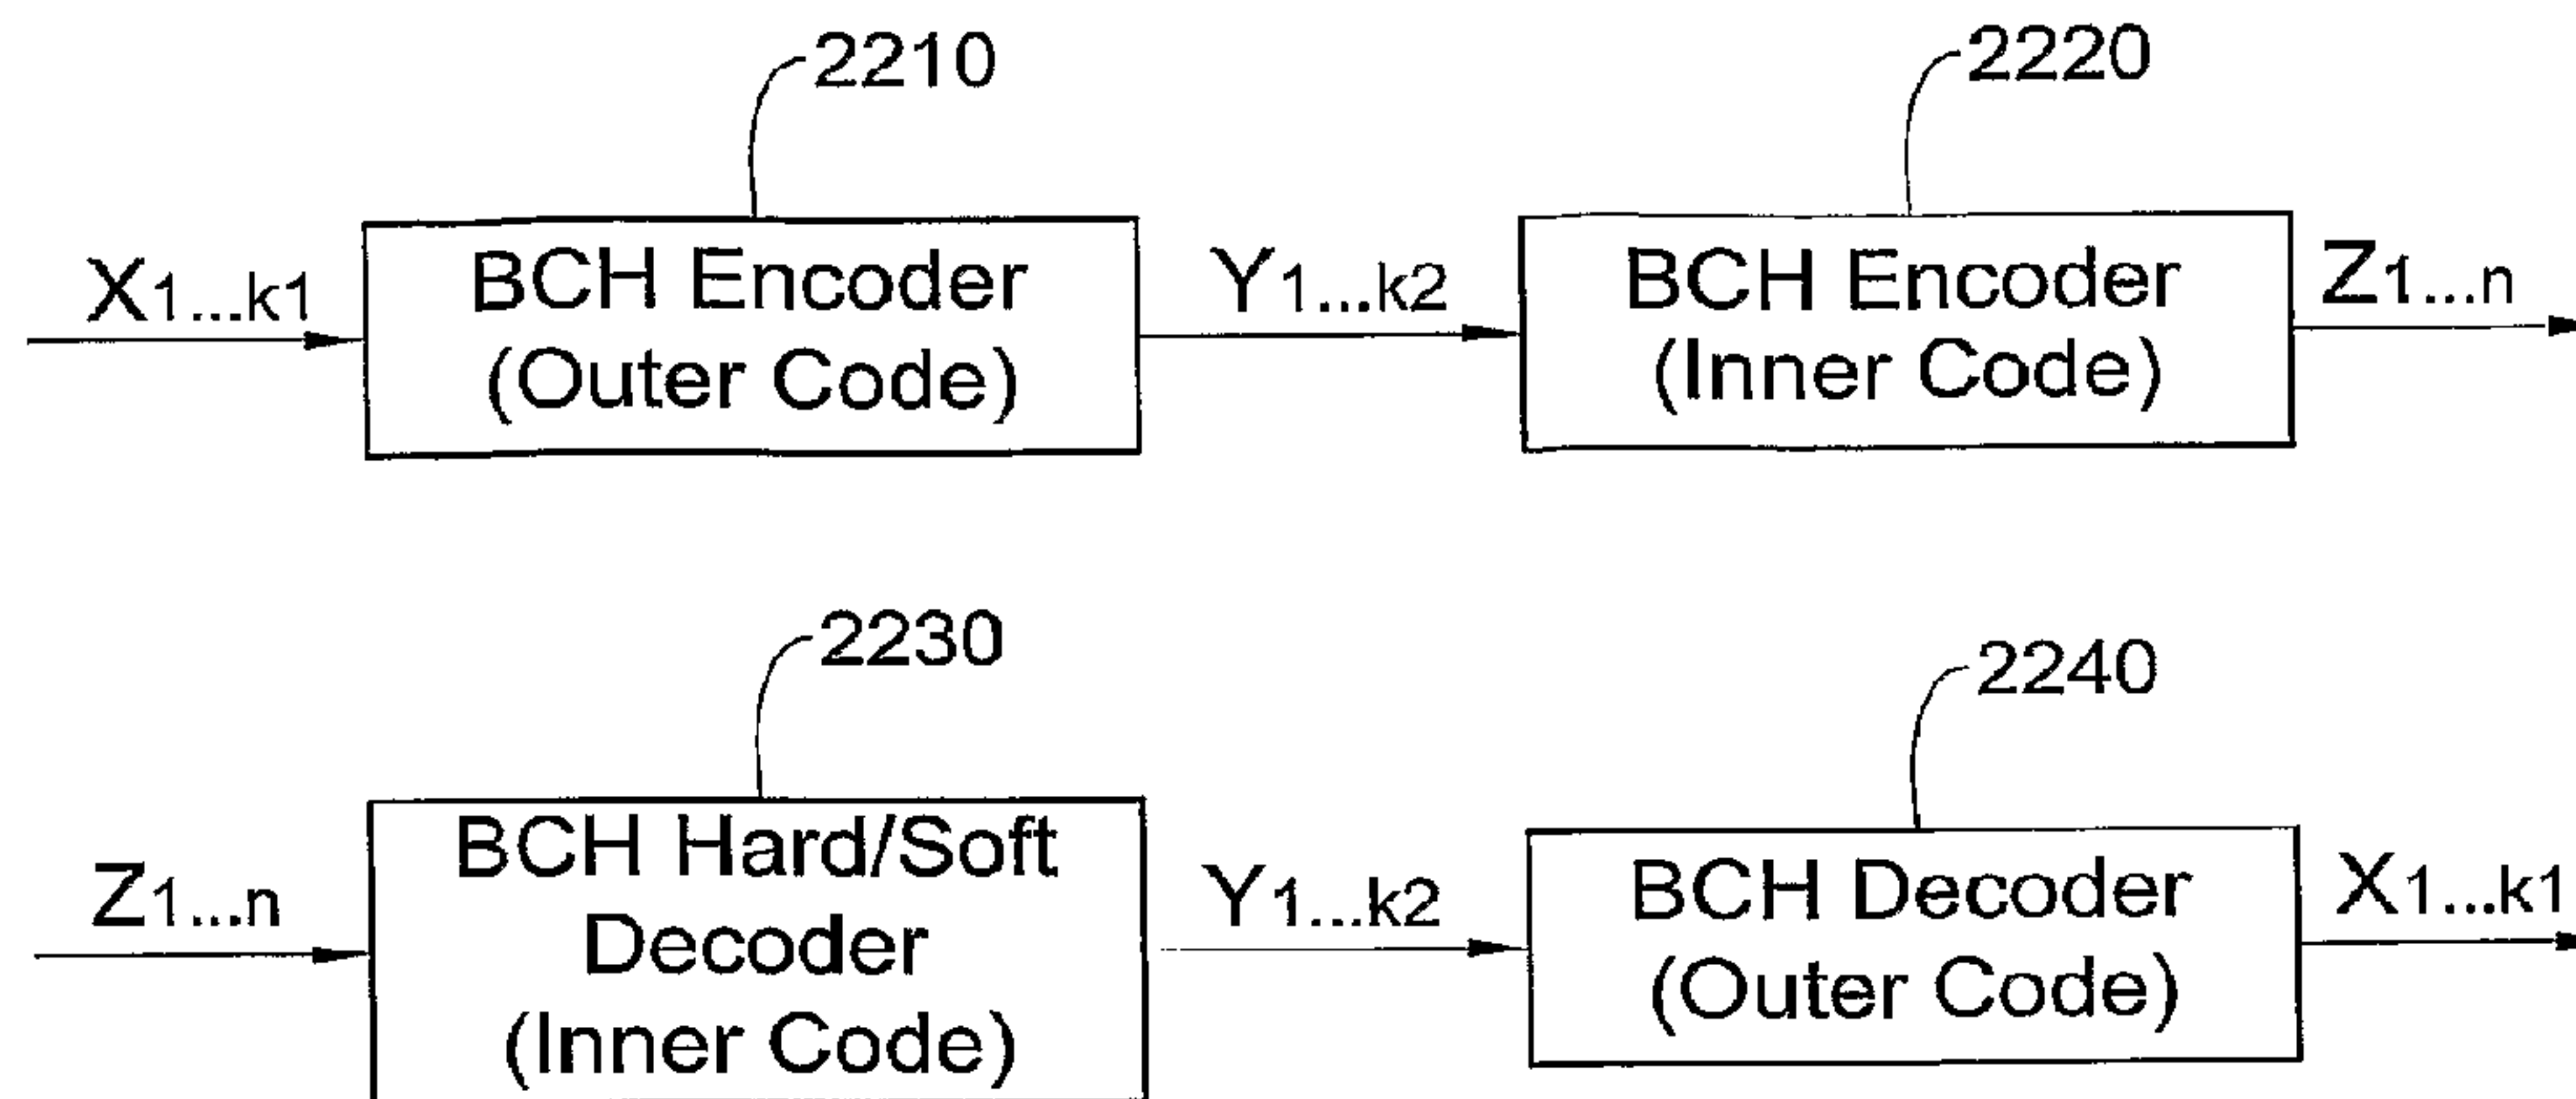 2210
2220
X1...k1
BCH Encoder
(Outer Code)
Y1...k2
BCH Encoder
(Inner Code)
Z1...n
2230
2240
Z1...n
BCH Hard/Soft
Decoder
(Inner Code)
Y1...k2
BCH Decoder
(Outer Code)
X1...k1